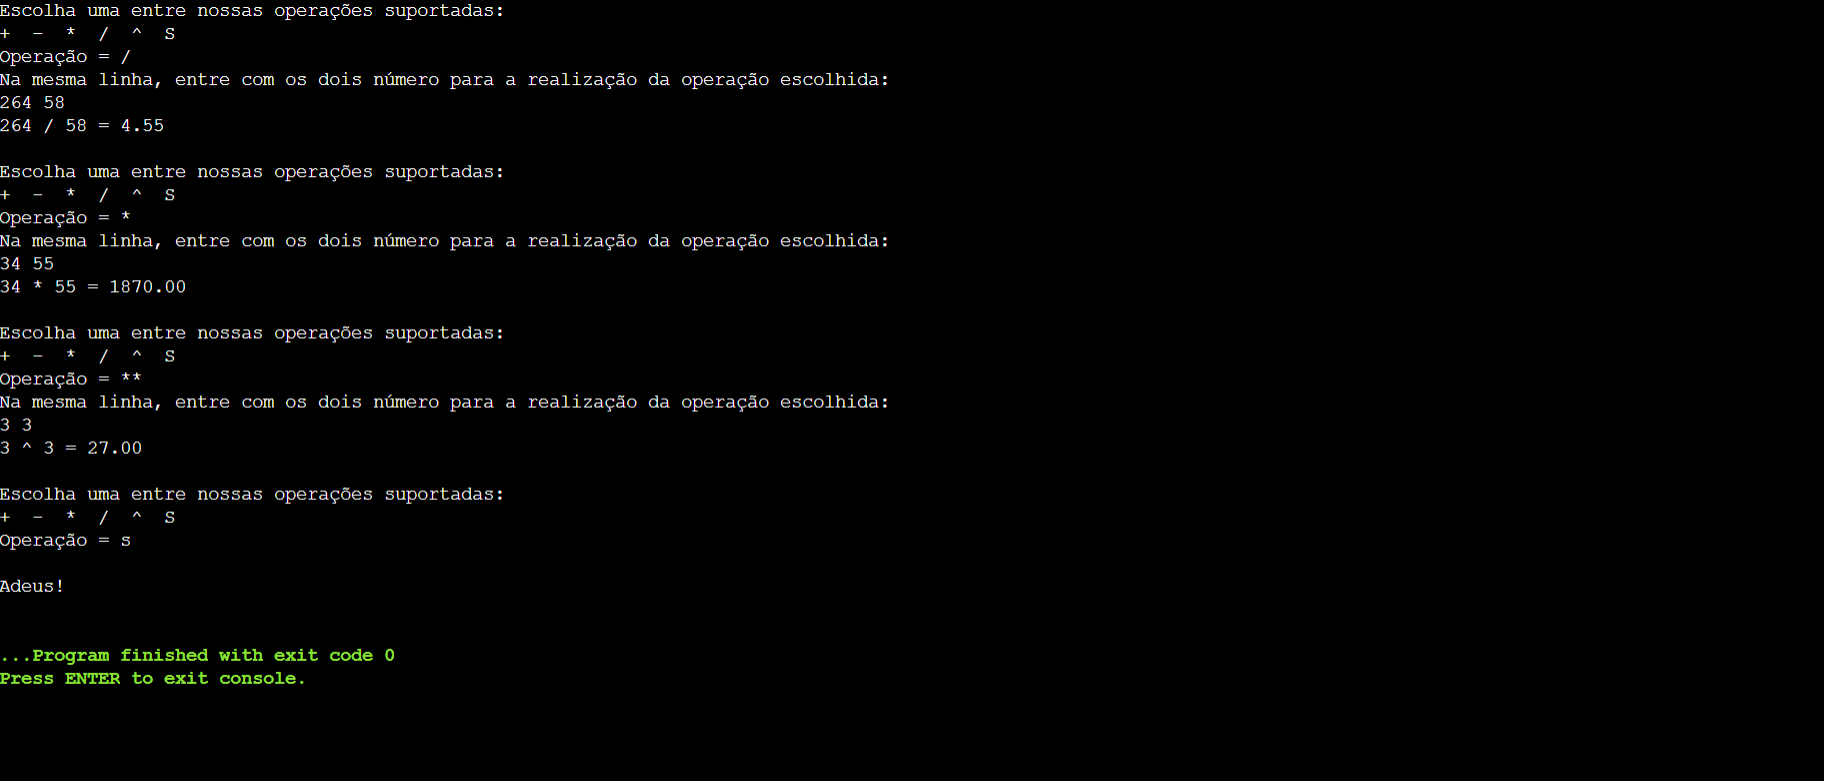 Escolha uma entre nossas operações suportadas:
+  -  *  /  ^  S
Operação = /
Na mesma linha, entre com os dois número para a realização da operação escolhida:
264 58
264 / 58 = 4.55
Escolha uma entre nossas operações suportadas:
+  -  *  /  ^  S
Operação = *
Na mesma linha, entre com os dois número para a realização da operação escolhida:
34 55
34 * 55 = 1870.00
Escolha uma entre nossas operações suportadas:
+  -  *  /  ^  S
Operação = **
Na mesma linha, entre com os dois número para a realização da operação escolhida:
3 3
3 ^ 3 = 27.00
Escolha uma entre nossas operações suportadas:
+  -  *  /  ^  S
Operação = s
Adeus!
...Program finished with exit code 0
Press ENTER to exit console.